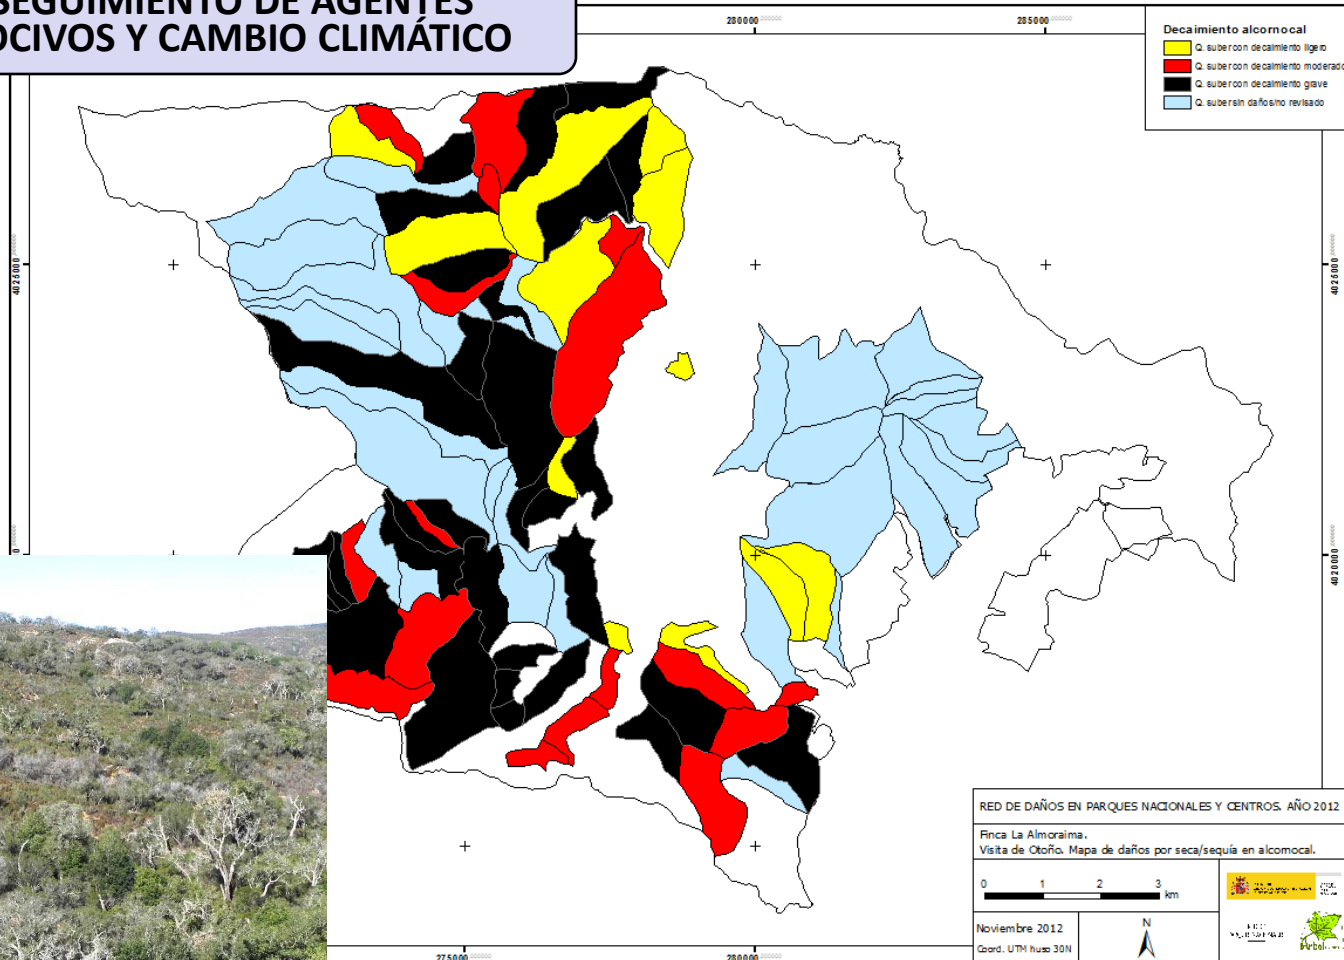 SEGUIMIENTO DE AGENTES
OCIVOS Y CAMBIO CLIMÁTICO
280000
285000
Decaimiento alcornocal
Q. suber con decaimiento ligero
Q. suber con decaimiento moderado
Q. suber con decaimiento grave
Q. suber sin daños/no revisado
4025000
4025000
4020000
RED DE DAÑOS EN PARQUES NACIONALES Y CENTROS. AÑO 2012
Finca La Almoraima.
Visita de Otoño. Mapa de daños por seca/sequía en alcornocal.
0 1 2 3
km
Noviembre 2012
Coord. UTM huso 30N
N
275000
280000